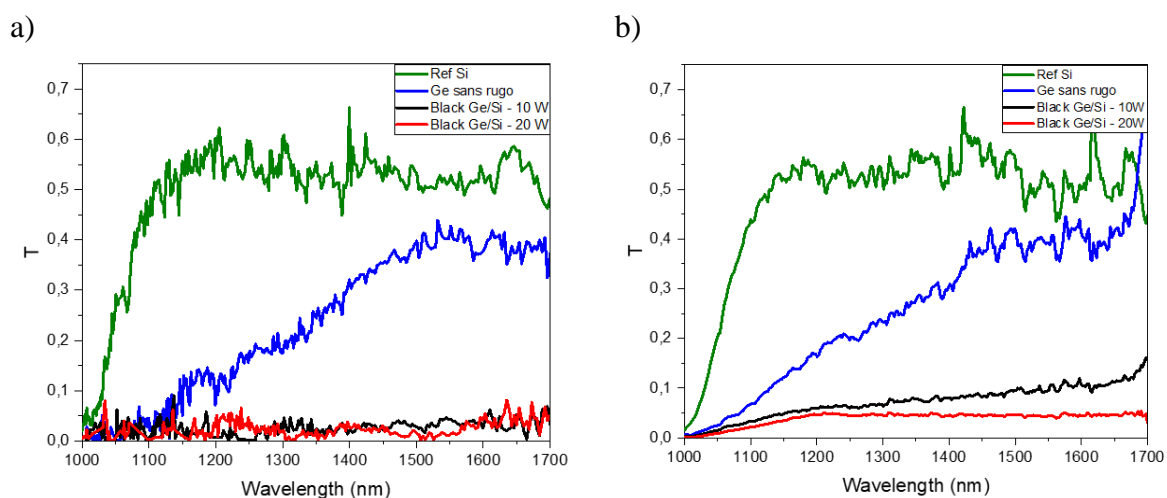 a)
Ref Si
Ge sans rugo
Black Ge/Si - 10 W
Black Ge/Si - 20 W
T
0,7
0,6
0,5
0,4
0,3
0,2
0,1
0,0
1000 1100 1200 1300 1400 1500 1600 1700
Wavelength (nm)
b)
Ref Si
Ge sans rugo
Black Ge/Si - 10W
Black Ge/Si - 20W
T
0,7
0,6
0,5
0,4
0,3
0,2
0,1
0,0
1000 1100 1200 1300 1400 1500 1600 1700
Wavelength (nm)